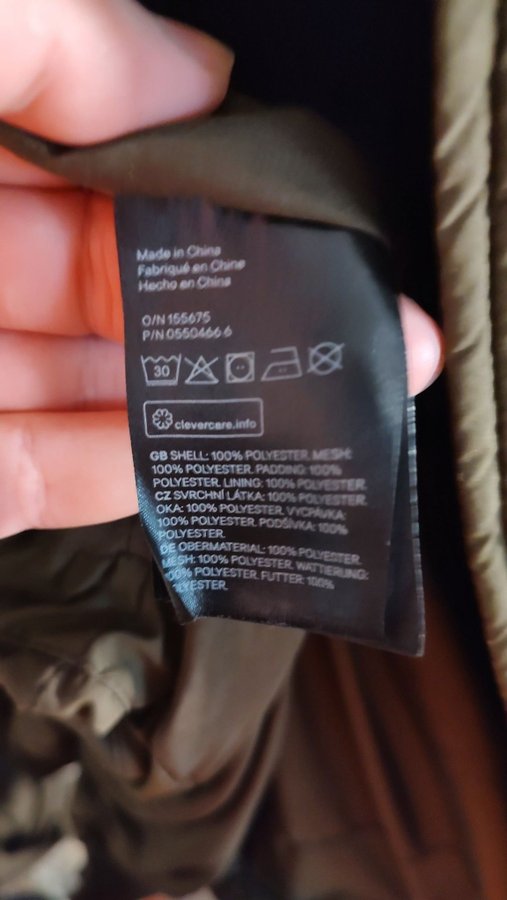 Made in China
Fabriqué en Chine
Hecho en China
O/N 155675
P/N 0550466 6
30
clevercare.info
GB SHELL: 100% POLYESTER. MESH:
100% POLYESTER. PADDING: 100%
POLYESTER. LINING: 100% POLYESTER.
CZ SVRCHNÍ LÁTKA: 100% POLYESTER.
OKA: 100% POLYESTER. VYCPÁVKA:
100% POLYESTER. PODŠÍVKA: 100%
POLYESTER.
DE OBERMATERIAL: 100% POLYESTER.
MESH: 100% POLYESTER. WATTIERUNG:
100% POLYESTER. FUTTER: 100%
POLYESTER.